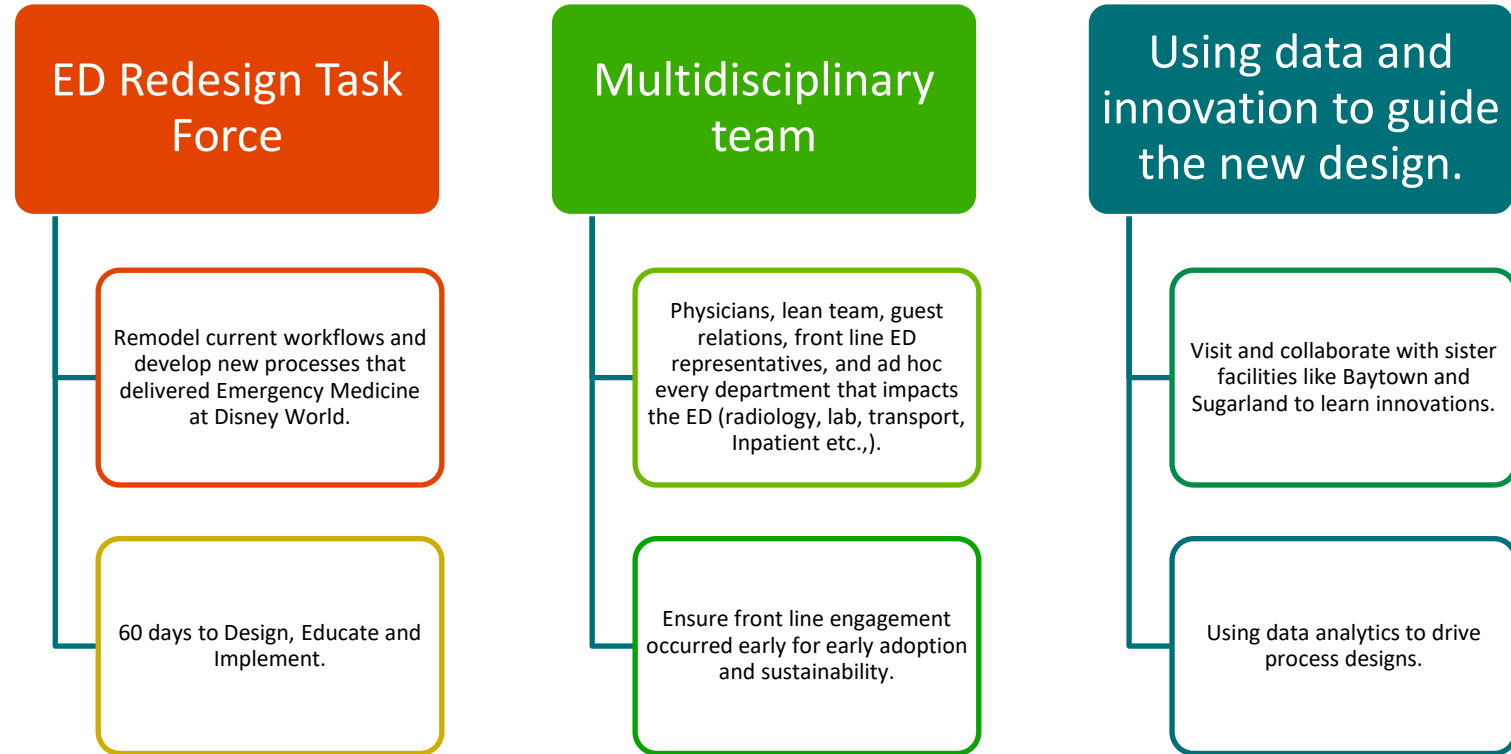 ED Redesign Task
Force
Remodel current workflows and
develop new processes that
delivered Emergency Medicine
at Disney World.
60 days to Design, Educate and
Implement.
Multidisciplinary
team
Physicians, lean team, guest
relations, front line ED
representatives, and ad hoc
every department that impacts
the ED (radiology, lab, transport,
Inpatient etc.,).
Ensure front line engagement
occurred early for early adoption
and sustainability.
Using data and
innovation to guide
the new design.
Visit and collaborate with sister
facilities like Baytown and
Sugarland to learn innovations.
Using data analytics to drive
process designs.